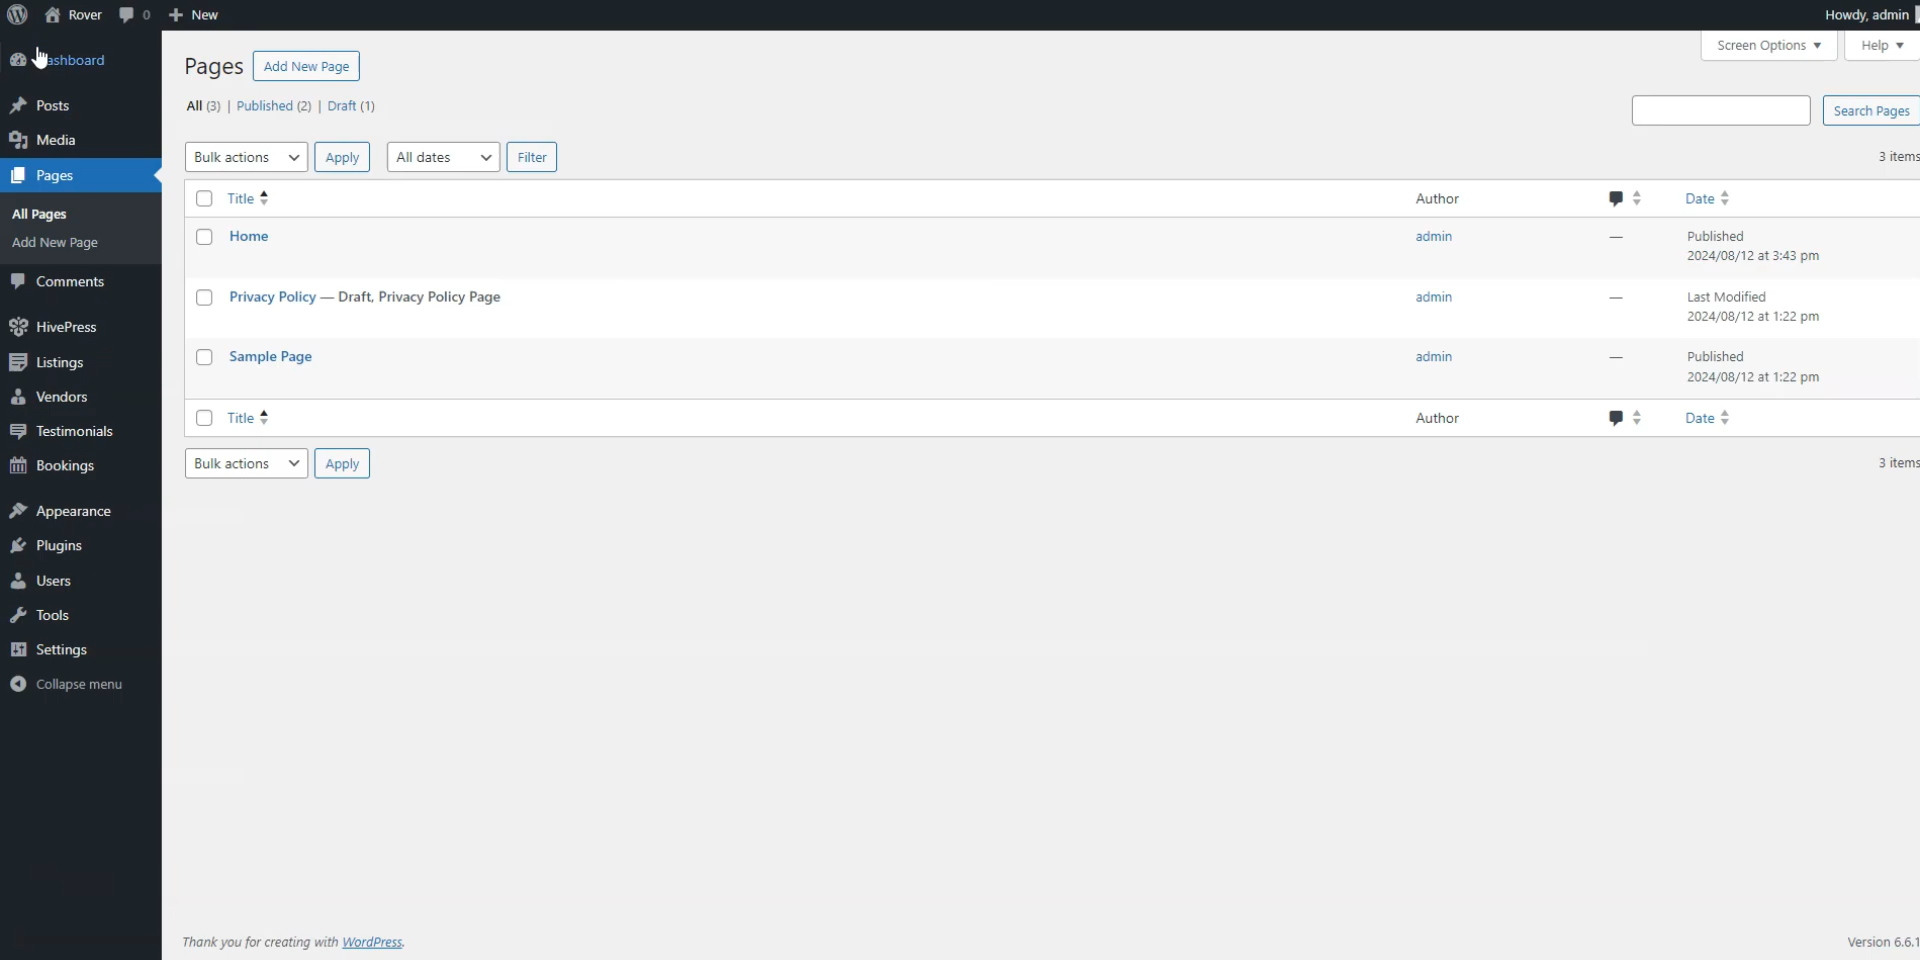 Rover 0 New Howdy, admin
Dashboard
Posts
Media
Pages
All Pages
Add New Page
Comments
HivePress
Listings
Vendors
Testimonials
Bookings
Appearance
Plugins
Users
Tools
Settings
Collapse menu
Screen Options Help
Pages Add New Page
All (3) | Published (2) | Draft (1)
Search Pages
Bulk actions Apply All dates Filter 3 items
Title Author Date
Home admin — Published
2024/08/12 at 3:43 pm
Privacy Policy — Draft, Privacy Policy Page admin — Last Modified
2024/08/12 at 1:22 pm
Sample Page admin — Published
2024/08/12 at 1:22 pm
Title Author Date
Bulk actions Apply 3 items
Thank you for creating with WordPress. Version 6.6.1